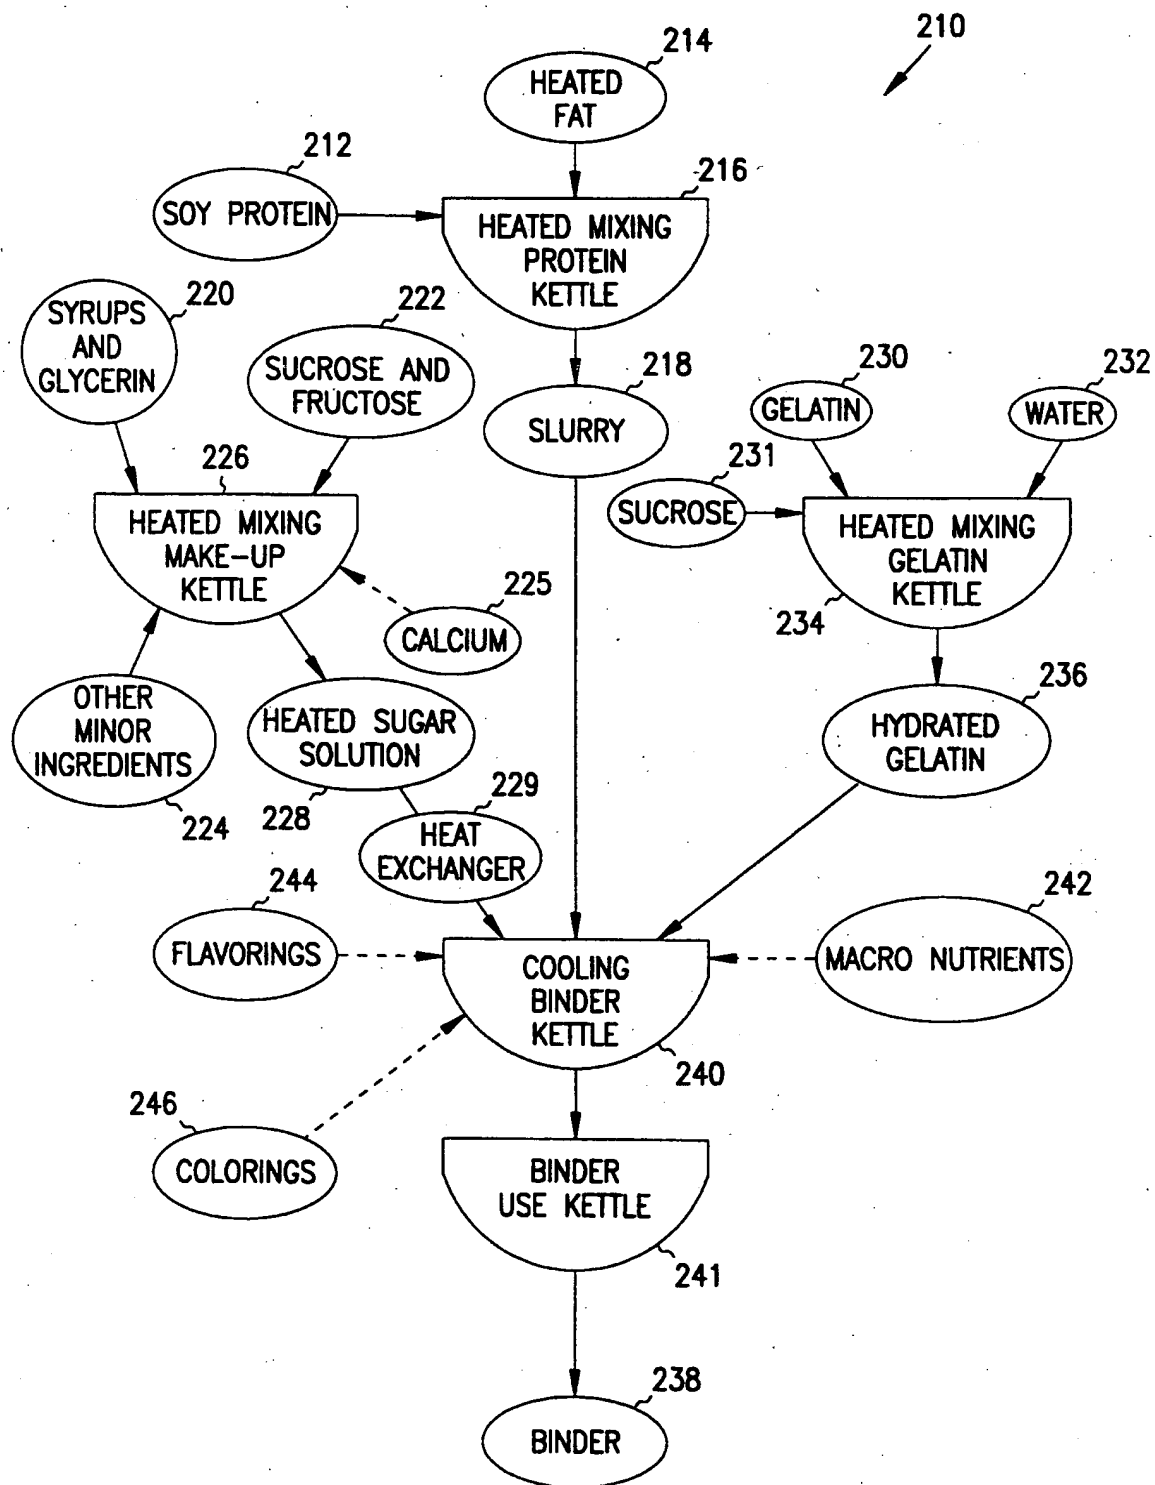 210
214
HEATED
FAT
212
SOY PROTEIN
216
HEATED MIXING
PROTEIN
KETTLE
220
SYRUPS
AND
GLYCERIN
222
SUCROSE AND
FRUCTOSE
218
SLURRY
230
GELATIN
232
WATER
226
HEATED MIXING
MAKE-UP
KETTLE
231
SUCROSE
HEATED MIXING
GELATIN
KETTLE
234
225
CALCIUM
OTHER
MINOR
INGREDIENTS
224
HEATED SUGAR
SOLUTION
228
236
HYDRATED
GELATIN
229
HEAT
EXCHANGER
244
FLAVORINGS
242
MACRO NUTRIENTS
COOLING
BINDER
KETTLE
240
246
COLORINGS
BINDER
USE KETTLE
241
238
BINDER